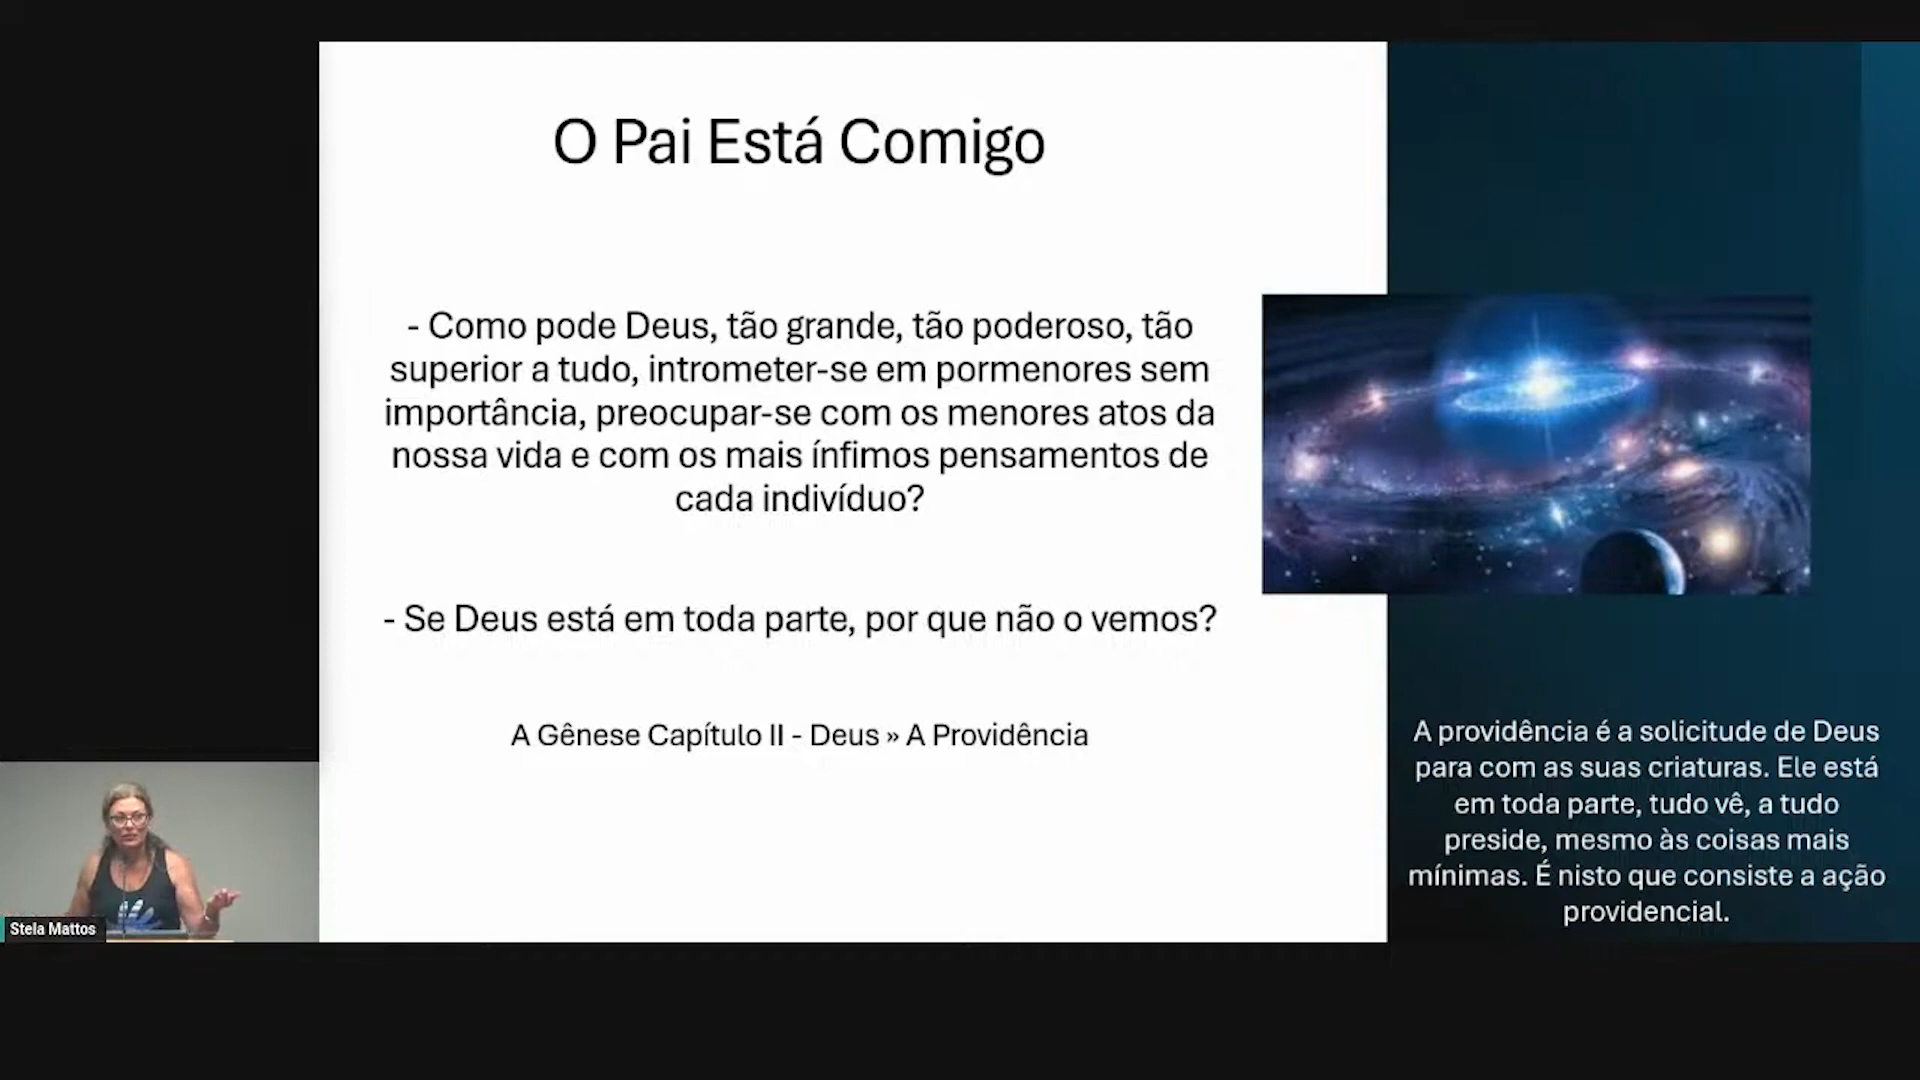 O Pai Está Comigo
- Como pode Deus, tão grande, tão poderoso, tão
superior a tudo, intrometer-se em pormenores sem
importância, preocupar-se com os menores atos da
nossa vida e com os mais ínfimos pensamentos de
cada indivíduo?
- Se Deus está em toda parte, por que não o vemos?
A Gênese Capítulo II - Deus » A Providência
A providência é a solicitude de Deus
para com as suas criaturas. Ele está
em toda parte, tudo vê, a tudo
preside, mesmo às coisas mais
mínimas. É nisto que consiste a ação
providencial.
Stela Mattos